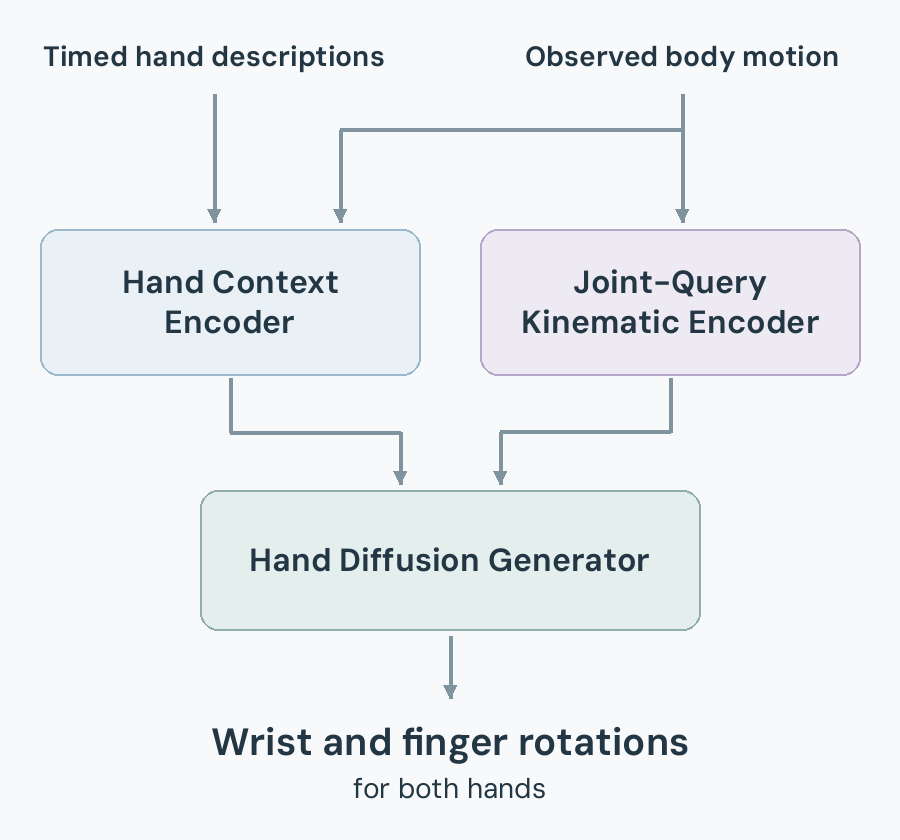 Timed hand descriptions
Observed body motion
Hand Context
Encoder
Joint-Query
Kinematic Encoder
Hand Diffusion Generator
Wrist and finger rotations
for both hands